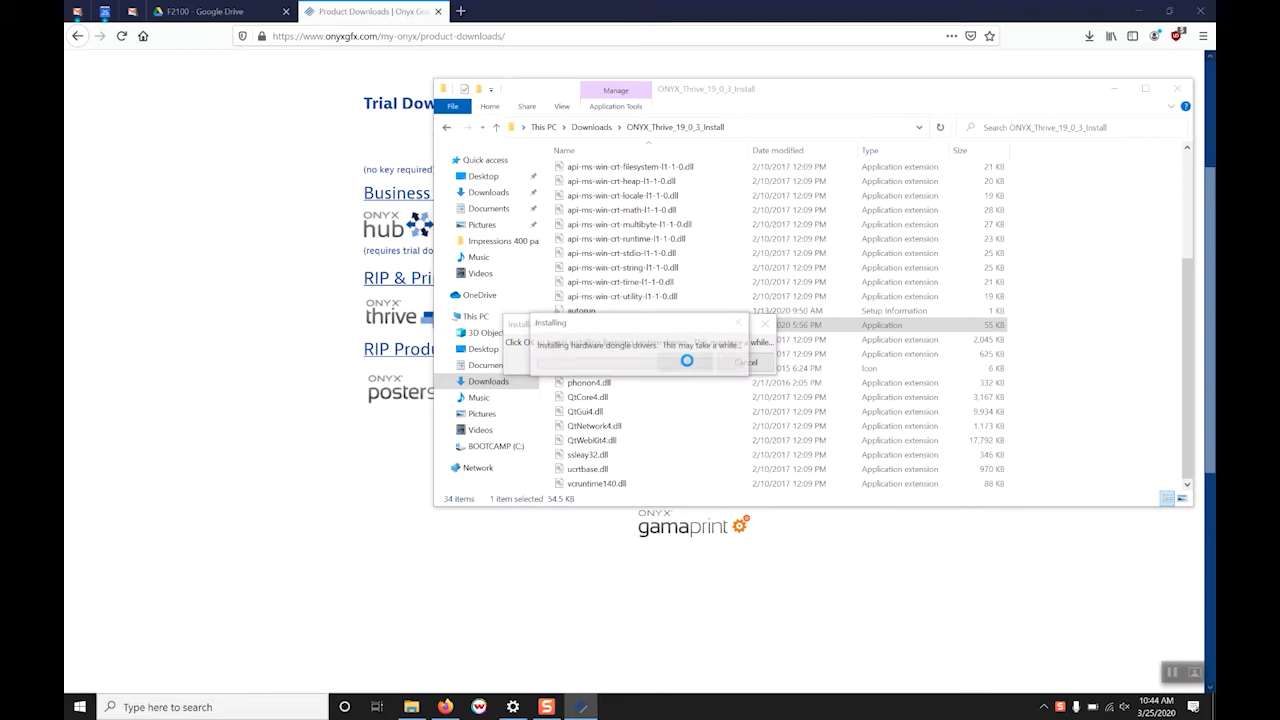 F2100 - Google Drive
Product Downloads | Onyx Gra
https://www.onyxgfx.com/my-onyx/product-downloads/
Trial Dow
(no key required)
Business
ONYX
hub
(requires trial do
RIP & Pri
ONYX
thrive
RIP Produ
ONYX
posters
ONYX
gamaprint
Manage
ONYX_Thrive_19_0_3_Install
File
Home
Share
View
Application Tools
This PC
Downloads
ONYX_Thrive_19_0_3_Install
Search ONYX_Thrive_19_0_3_Install
Name
Date modified
Type
Size
Quick access
Desktop
Downloads
Documents
Pictures
Impressions 400 pa
Music
Videos
OneDrive
This PC
3D Objec
Desktop
Documen
Downloads
Music
Pictures
Videos
BOOTCAMP (C:)
Network
api-ms-win-crt-filesystem-l1-1-0.dll 2/10/2017 12:09 PM Application extension 21 KB
api-ms-win-crt-heap-l1-1-0.dll 2/10/2017 12:09 PM Application extension 20 KB
api-ms-win-crt-locale-l1-1-0.dll 2/10/2017 12:09 PM Application extension 19 KB
api-ms-win-crt-math-l1-1-0.dll 2/10/2017 12:09 PM Application extension 28 KB
api-ms-win-crt-multibyte-l1-1-0.dll 2/10/2017 12:09 PM Application extension 27 KB
api-ms-win-crt-runtime-l1-1-0.dll 2/10/2017 12:09 PM Application extension 23 KB
api-ms-win-crt-stdio-l1-1-0.dll 2/10/2017 12:09 PM Application extension 25 KB
api-ms-win-crt-string-l1-1-0.dll 2/10/2017 12:09 PM Application extension 25 KB
api-ms-win-crt-time-l1-1-0.dll 2/10/2017 12:09 PM Application extension 21 KB
api-ms-win-crt-utility-l1-1-0.dll 2/10/2017 12:09 PM Application extension 19 KB
autorun 1/13/2020 9:50 AM Setup Information 1 KB
2020 5:56 PM Application 55 KB
17 12:09 PM Application extension 2,045 KB
17 12:09 PM Application extension 625 KB
015 6:24 PM Icon 6 KB
phonon4.dll 2/17/2016 2:05 PM Application extension 332 KB
QtCore4.dll 2/10/2017 12:09 PM Application extension 3,167 KB
QtGui4.dll 2/10/2017 12:09 PM Application extension 9,934 KB
QtNetwork4.dll 2/10/2017 12:09 PM Application extension 1,173 KB
QtWebKit4.dll 2/10/2017 12:09 PM Application extension 17,792 KB
ssleay32.dll 2/10/2017 12:09 PM Application extension 346 KB
ucrtbase.dll 2/10/2017 12:09 PM Application extension 970 KB
vcruntime140.dll 2/10/2017 12:09 PM Application extension 88 KB
Installing
Installing hardware dongle drivers. This may take a while...
Click O
Cancel
34 items
1 item selected 54.5 KB
Type here to search
10:44 AM
3/25/2020